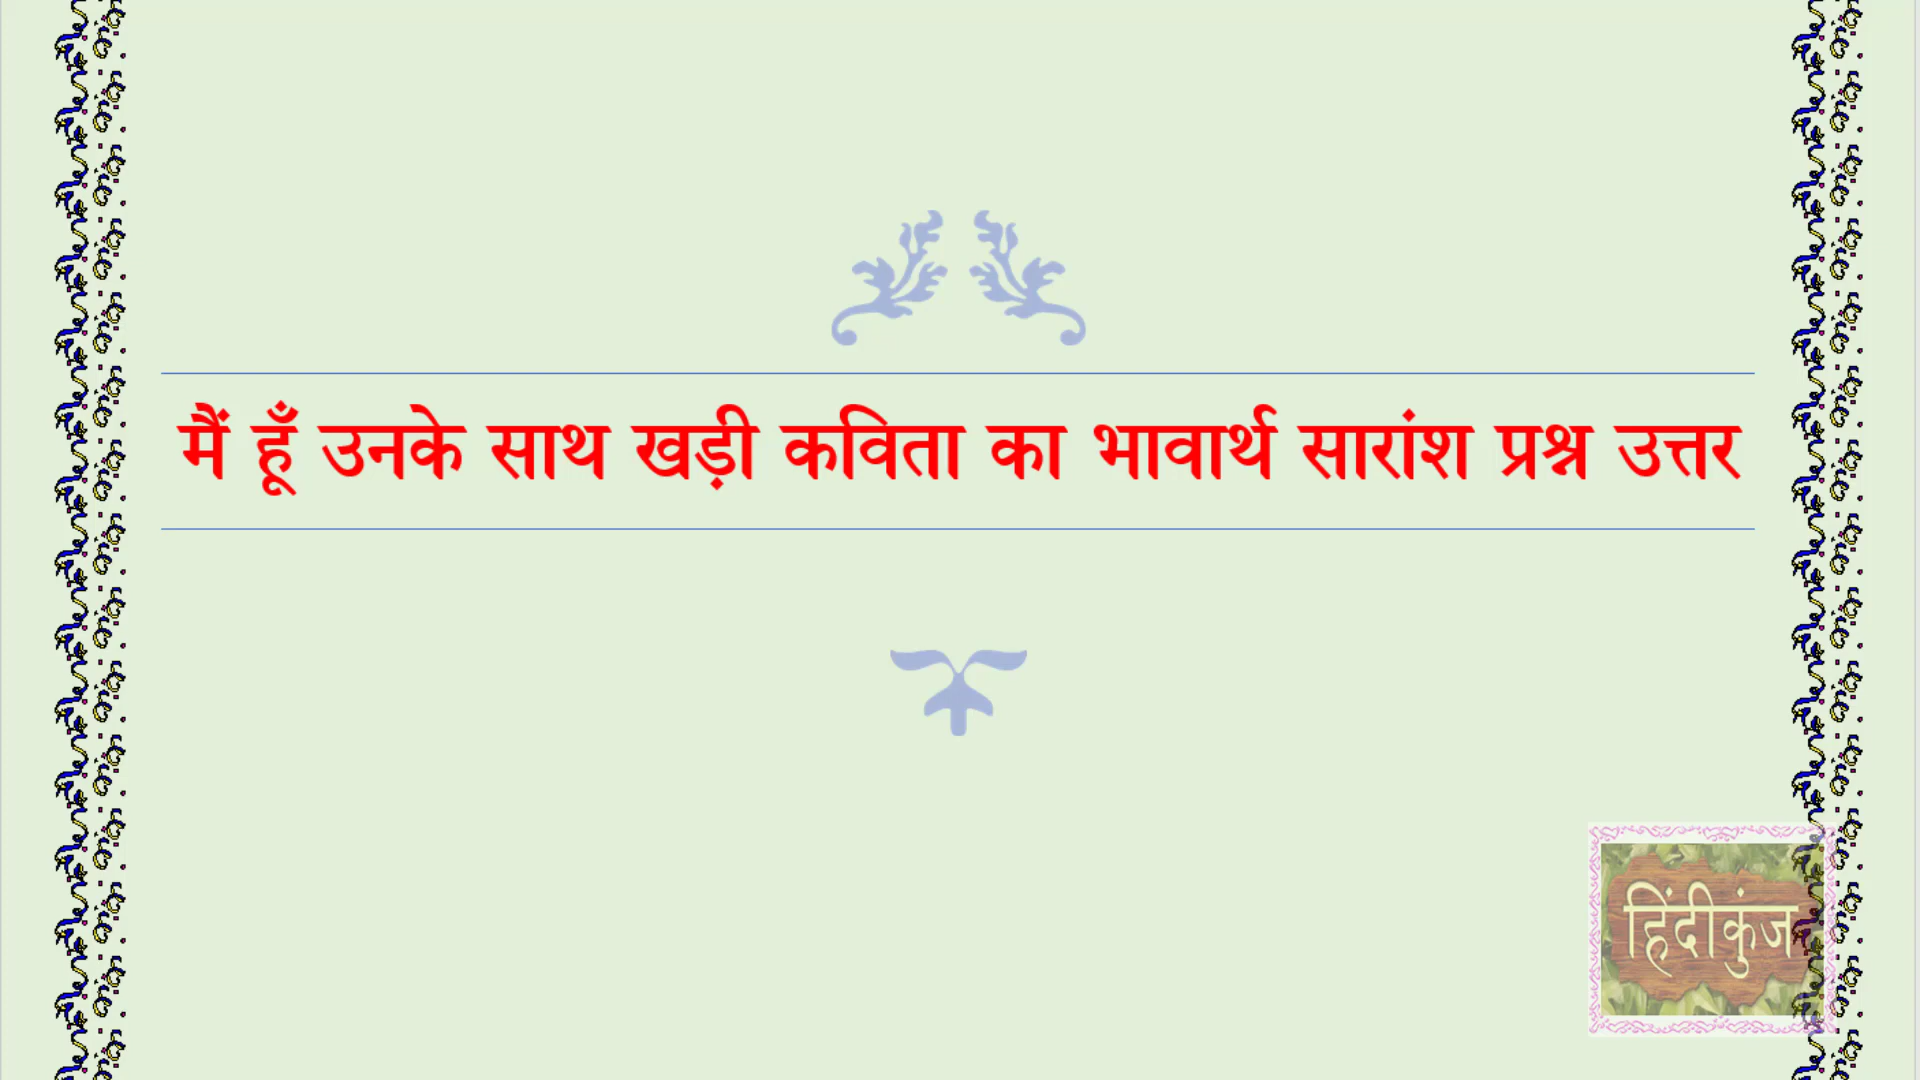 मैं हूँ उनके साथ खड़ी कविता का भावार्थ सारांश प्रश्न उत्तर
हिंदीकुंज